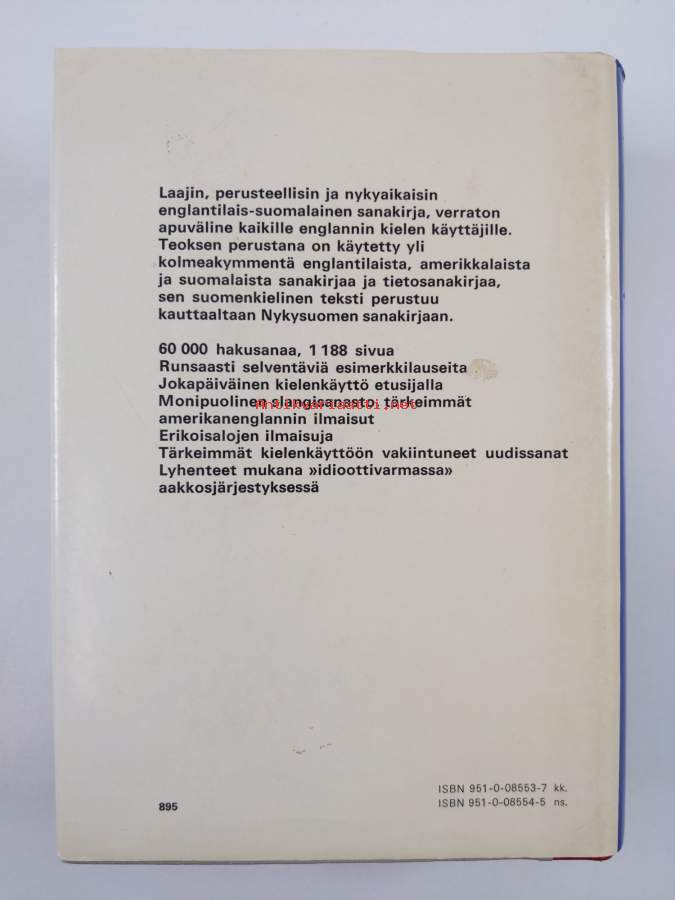 Laajin, perusteellisin ja nykyaikaisin
englantilais-suomalainen sanakirja, verraton
apuväline kaikille englannin kielen käyttäjille.
Teoksen perustana on käytetty yli
kolmeakymmentä englantilaista, amerikkalaista
ja suomalaista sanakirjaa ja tietosanakirjaa,
sen suomenkielinen teksti perustuu
kauttaaltaan Nykysuomen sanakirjaan.
60 000 hakusanaa, 1 188 sivua
Runsaasti selventäviä esimerkkilauseita
Jokapäiväinen kielenkäyttö etusijalla
Monipuolinen slangisanasto, tärkeimmät
Antikvariaatti.net
amerikanenglannin ilmaisut
Erikoisalojen ilmaisuja
Tärkeimmät kielenkäyttöön vakiintuneet uudissanat
Lyhenteet mukana »idioottivarmassa»
aakkosjärjestyksessä
ISBN 951-0-08553-7 kk.
ISBN 951-0-08554-5 ns.
895